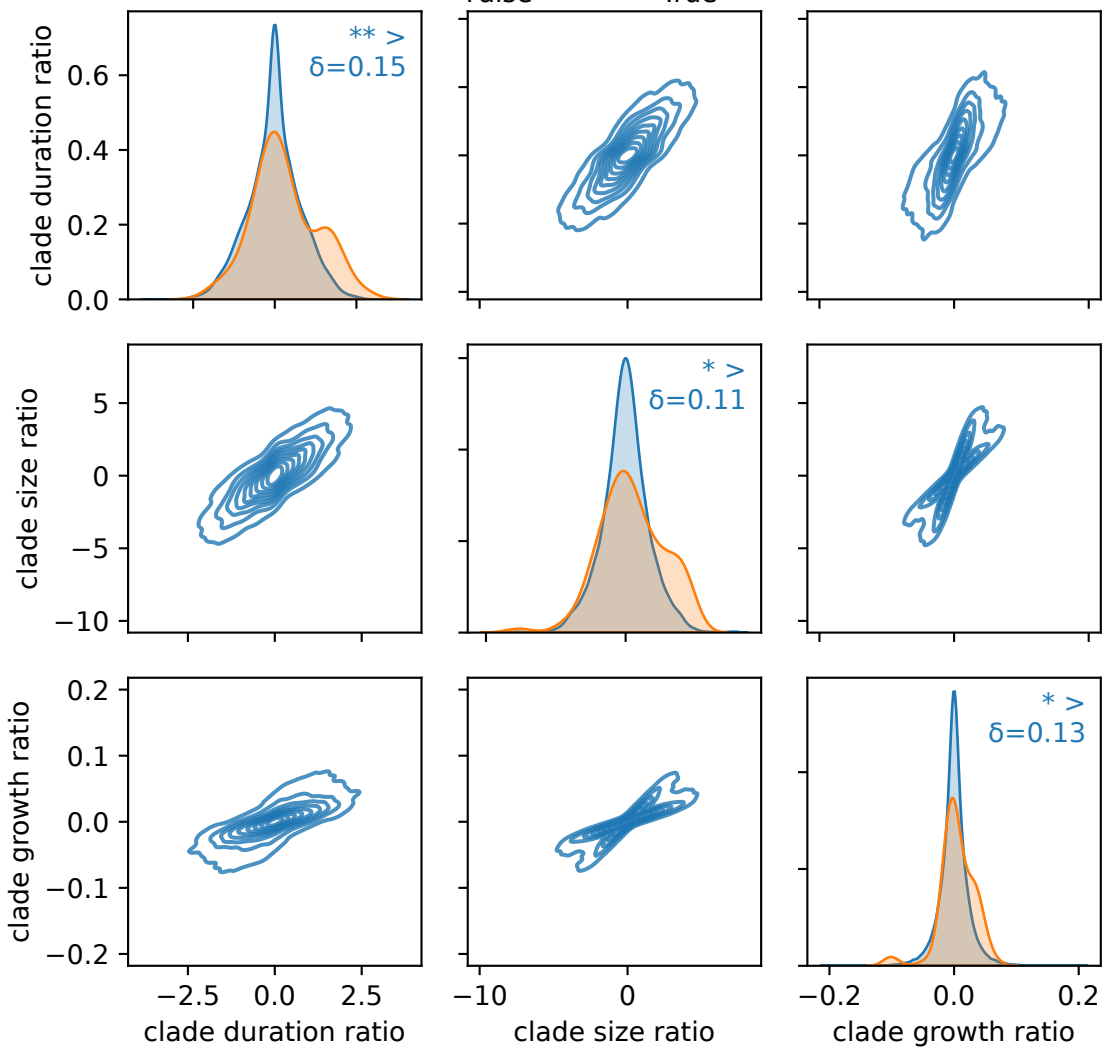 clade duration ratio
0.6
0.4
0.2
0.0
** >
δ=0.15
clade size ratio
5
0
−5
−10
* >
δ=0.11
clade growth ratio
0.2
0.1
0.0
−0.1
−0.2
* >
δ=0.13
−2.5 0.0 2.5
−10 0
−0.2 0.0 0.2
clade duration ratio
clade size ratio
clade growth ratio